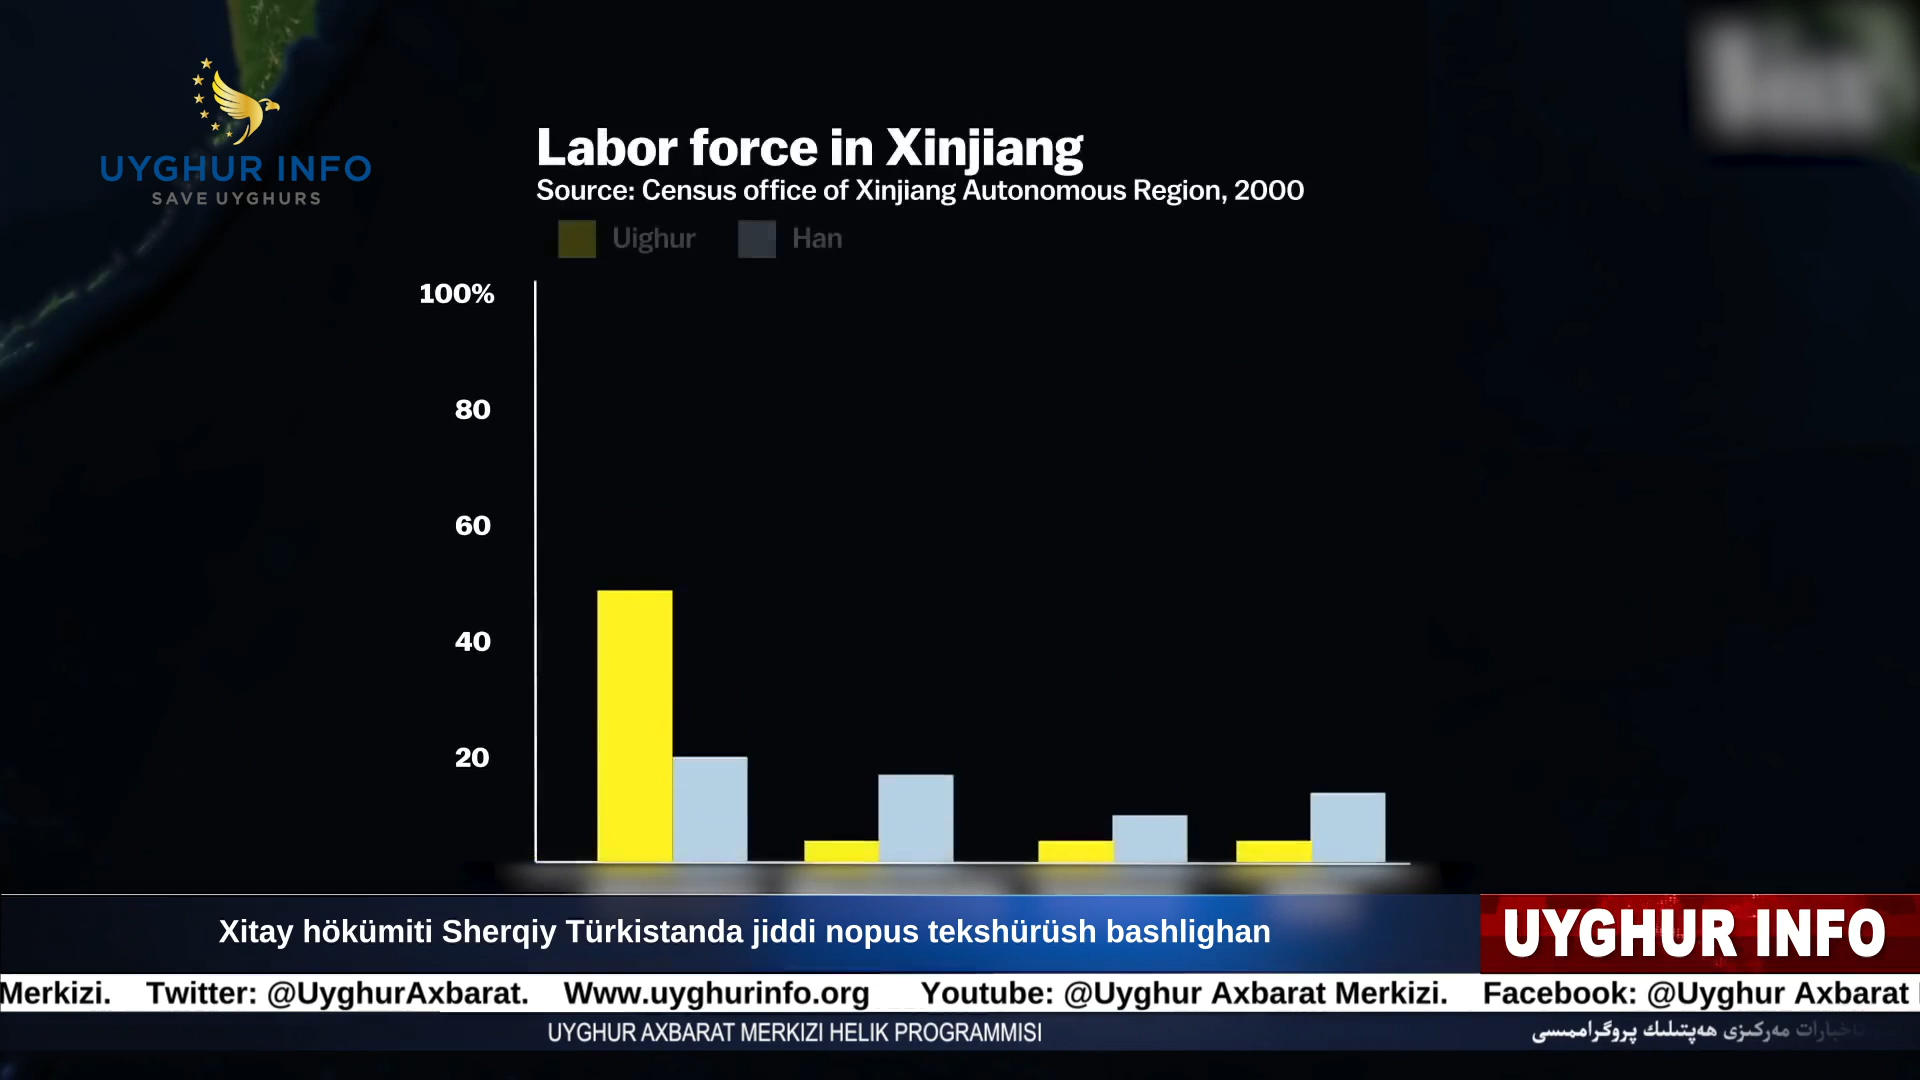 UYGHUR INFO
SAVE UYGHURS
Labor force in Xinjiang
Source: Census office of Xinjiang Autonomous Region, 2000
Uighur Han
100%
80
60
40
20
Xitay hökümiti Sherqiy Türkistanda jiddi nopus tekshürüsh bashlighan
UYGHUR INFO
Merkizi. Twitter: @UyghurAxbarat. Www.uyghurinfo.org Youtube: @Uyghur Axbarat Merkizi. Facebook: @Uyghur Axbarat
UYGHUR AXBARAT MERKIZI HELIK PROGRAMMISI
مەركىزى ھەپتىلىك پروگراممىسى